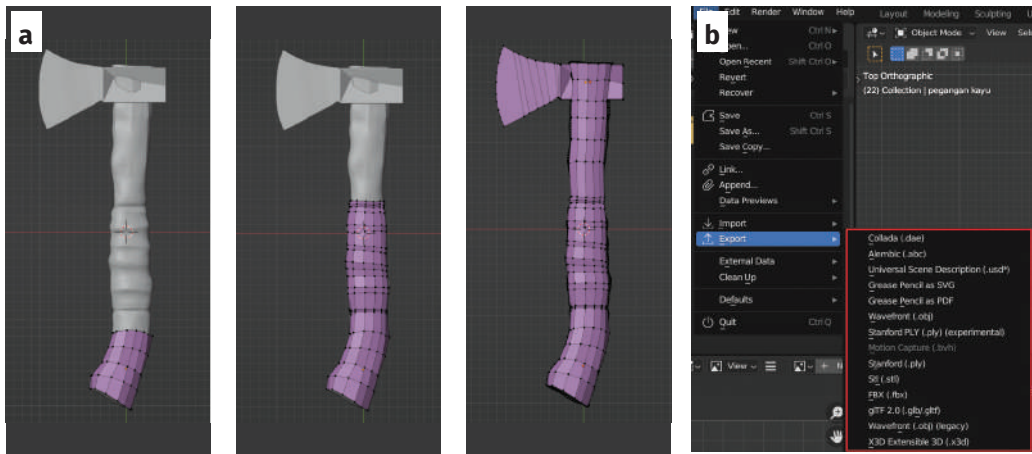 a
b
File Edit Render Window Help
Layout Modeling Sculpting
New Ctrl N
Open... Ctrl O
Open Recent Shift Ctrl O
Revert
Recover
Save Ctrl S
Save As... Shift Ctrl S
Save Copy...
Link...
Append...
Data Previews
Import
Export
External Data
Clean Up
Defaults
Quit Ctrl Q
Object Mode View Sel
Top Orthographic
(22) Collection | pegangan kayu
Collada (.dae)
Alembic (.abc)
Universal Scene Description (.usd*)
Grease Pencil as SVG
Grease Pencil as PDF
Wavefront (.obj)
Stanford PLY (.ply) (experimental)
Motion Capture (.bvh)
Stanford (.ply)
Stl (.stl)
FBX (.fbx)
glTF 2.0 (.glb/.gltf)
Wavefront (.obj) (legacy)
X3D Extensible 3D (.x3d)
View